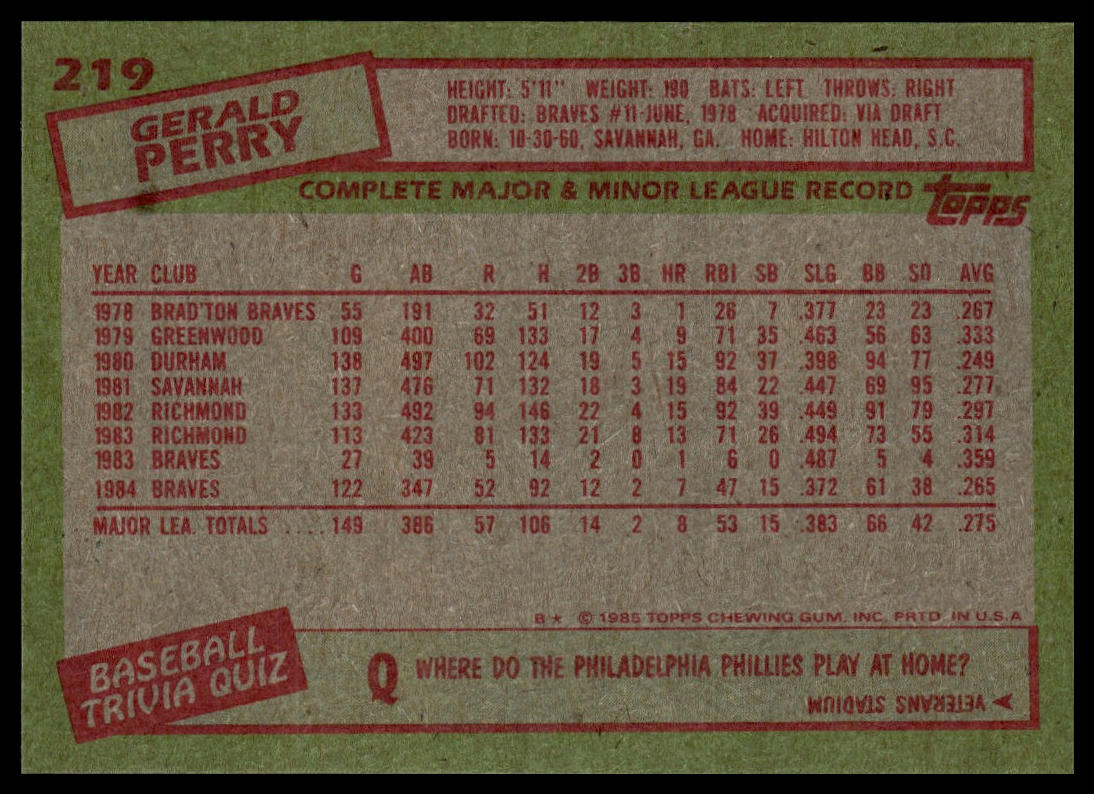 219
GERALD
PERRY
HEIGHT: 5'11" WEIGHT: 190 BATS: LEFT THROWS: RIGHT
DRAFTED: BRAVES #11-JUNE, 1978 ACQUIRED: VIA DRAFT
BORN: 10-30-60, SAVANNAH, GA. HOME: HILTON HEAD, S.C.
COMPLETE MAJOR & MINOR LEAGUE RECORD topps
YEAR CLUB G AB R H 2B 3B HR RBI SB SLG BB SO AVG
1978 BRAD'TON BRAVES 55 191 32 51 12 3 1 26 7 .377 23 23 .267
1979 GREENWOOD 109 400 69 133 17 4 9 71 35 .463 56 63 .333
1980 DURHAM 138 497 102 124 19 5 15 92 37 .398 94 77 .249
1981 SAVANNAH 137 476 71 132 18 3 19 84 22 .447 69 95 .277
1982 RICHMOND 133 492 94 146 22 4 15 92 39 .449 91 79 .297
1983 RICHMOND 113 423 81 133 21 8 13 71 26 .494 73 55 .314
1983 BRAVES 27 39 5 14 2 0 1 6 0 .487 5 4 .359
1984 BRAVES 122 347 52 92 12 2 7 47 15 .372 61 38 .265
MAJOR LEA. TOTALS .... 149 386 57 106 14 2 8 53 15 .383 66 42 .275
B★ © 1985 TOPPS CHEWING GUM, INC. PRTD. IN U.S.A
BASEBALL
TRIVIA QUIZ
Q WHERE DO THE PHILADELPHIA PHILLIES PLAY AT HOME?
VETERANS STADIUM